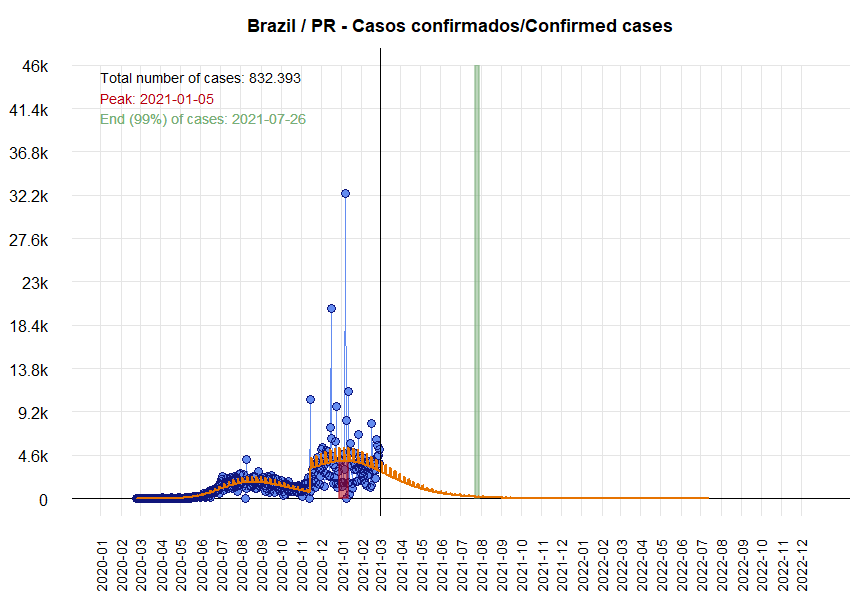 Brazil / PR - Casos confirmados/Confirmed cases
46k
Total number of cases: 832.393
Peak: 2021-01-05
End (99%) of cases: 2021-07-26
41.4k
36.8k
32.2k
27.6k
23k
18.4k
13.8k
9.2k
4.6k
0
2020-01
2020-02
2020-03
2020-04
2020-05
2020-06
2020-07
2020-08
2020-09
2020-10
2020-11
2020-12
2021-01
2021-02
2021-03
2021-04
2021-05
2021-06
2021-07
2021-08
2021-09
2021-10
2021-11
2021-12
2022-01
2022-02
2022-03
2022-04
2022-05
2022-06
2022-07
2022-08
2022-09
2022-10
2022-11
2022-12